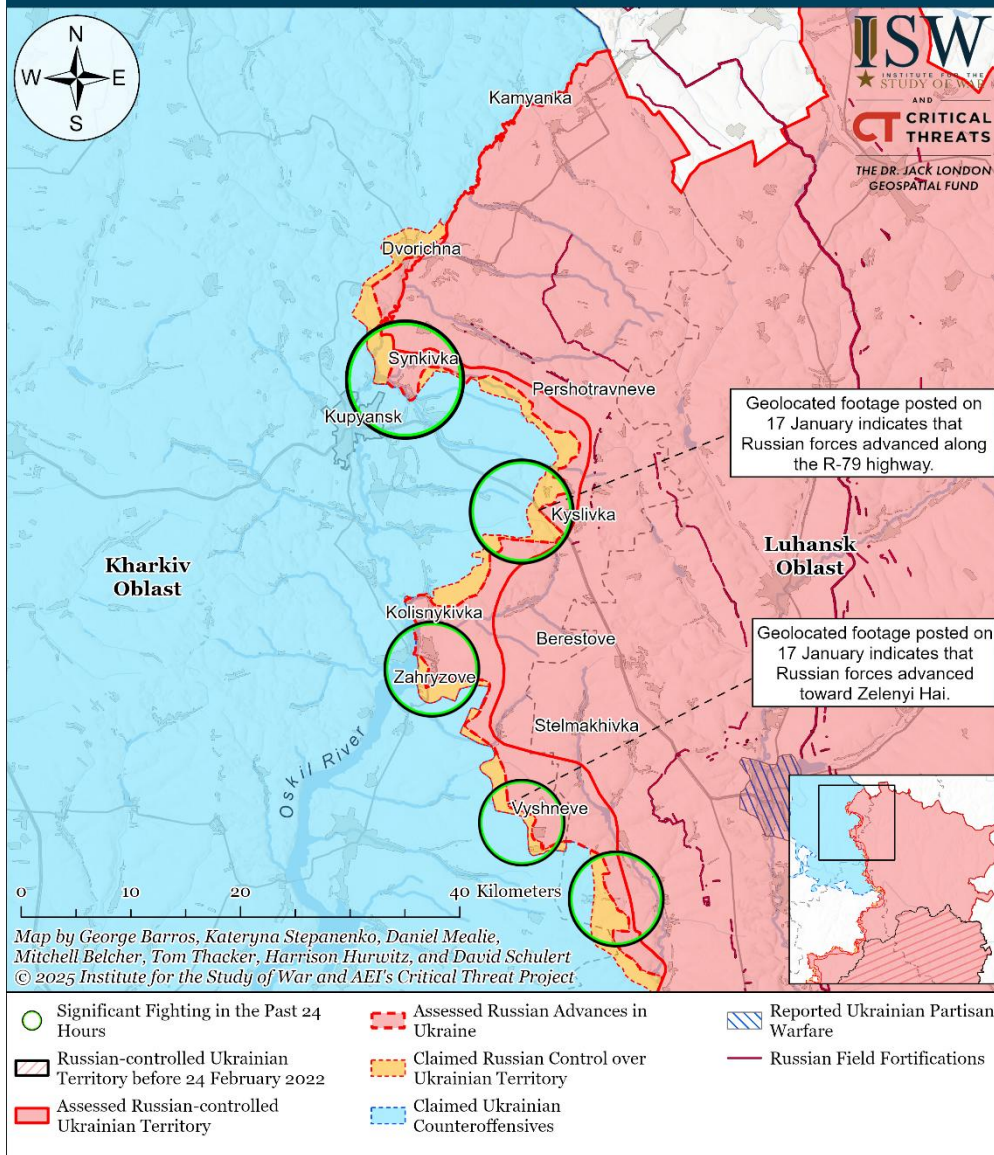 N
W E
S
ISW
INSTITUTE FOR THE
STUDY OF WAR
AND
CT CRITICAL
THREATS
THE DR. JACK LONDON
GEOSPATIAL FUND
Kamyanka
Dvorichna
Synkivka
Pershotravneve
Kupyansk
Geolocated footage posted on
17 January indicates that
Russian forces advanced along
the R-79 highway.
Kyslivka
Kharkiv
Oblast
Luhansk
Oblast
Kolisnykivka
Berestove
Geolocated footage posted on
17 January indicates that
Russian forces advanced
toward Zelenyi Hai.
Zahryzove
Stelmakhivka
Oskil River
Vyshneve
0 10 20 40 Kilometers
Map by George Barros, Kateryna Stepanenko, Daniel Mealie,
Mitchell Belcher, Tom Thacker, Harrison Hurwitz, and David Schulert
© 2025 Institute for the Study of War and AEI's Critical Threat Project
Significant Fighting in the Past 24
Hours
Russian-controlled Ukrainian
Territory before 24 February 2022
Assessed Russian-controlled
Ukrainian Territory
Assessed Russian Advances in
Ukraine
Claimed Russian Control over
Ukrainian Territory
Claimed Ukrainian
Counteroffensives
Reported Ukrainian Partisan
Warfare
Russian Field Fortifications